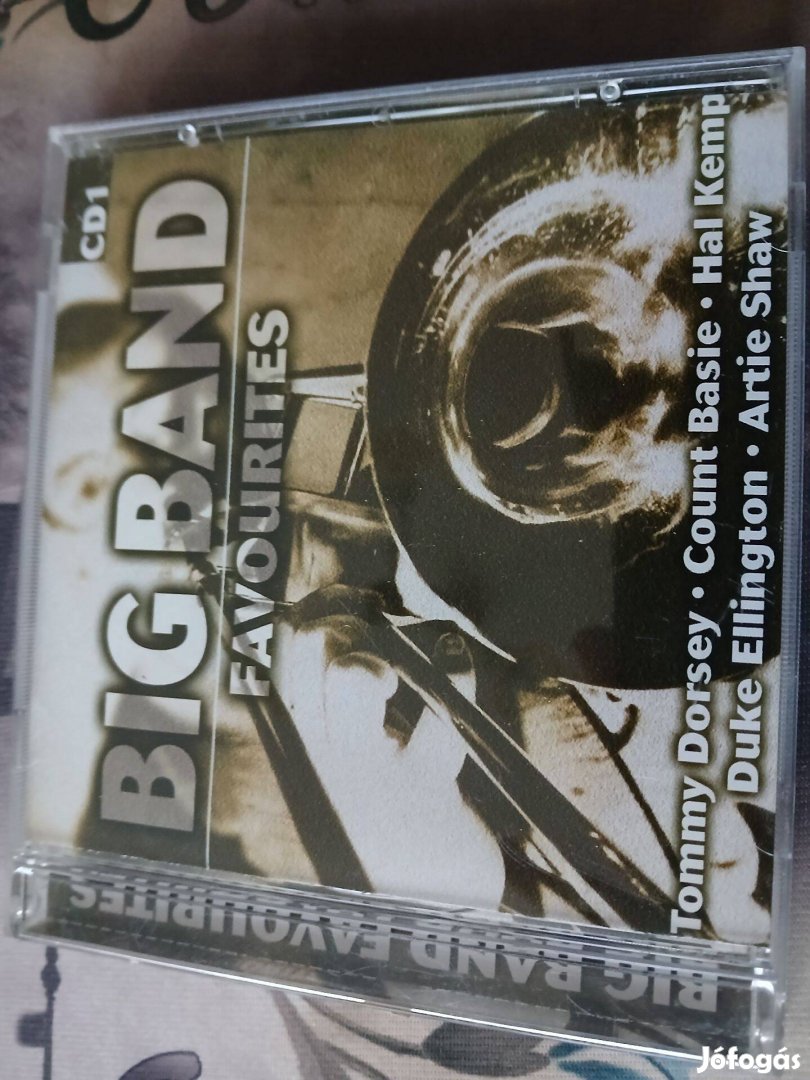 CD1
BIG BAND
FAVOURITES
Tommy Dorsey · Count Basie · Hal Kemp
Duke Ellington · Artie Shaw
BIG BAND FAVOURITES
Jófogás